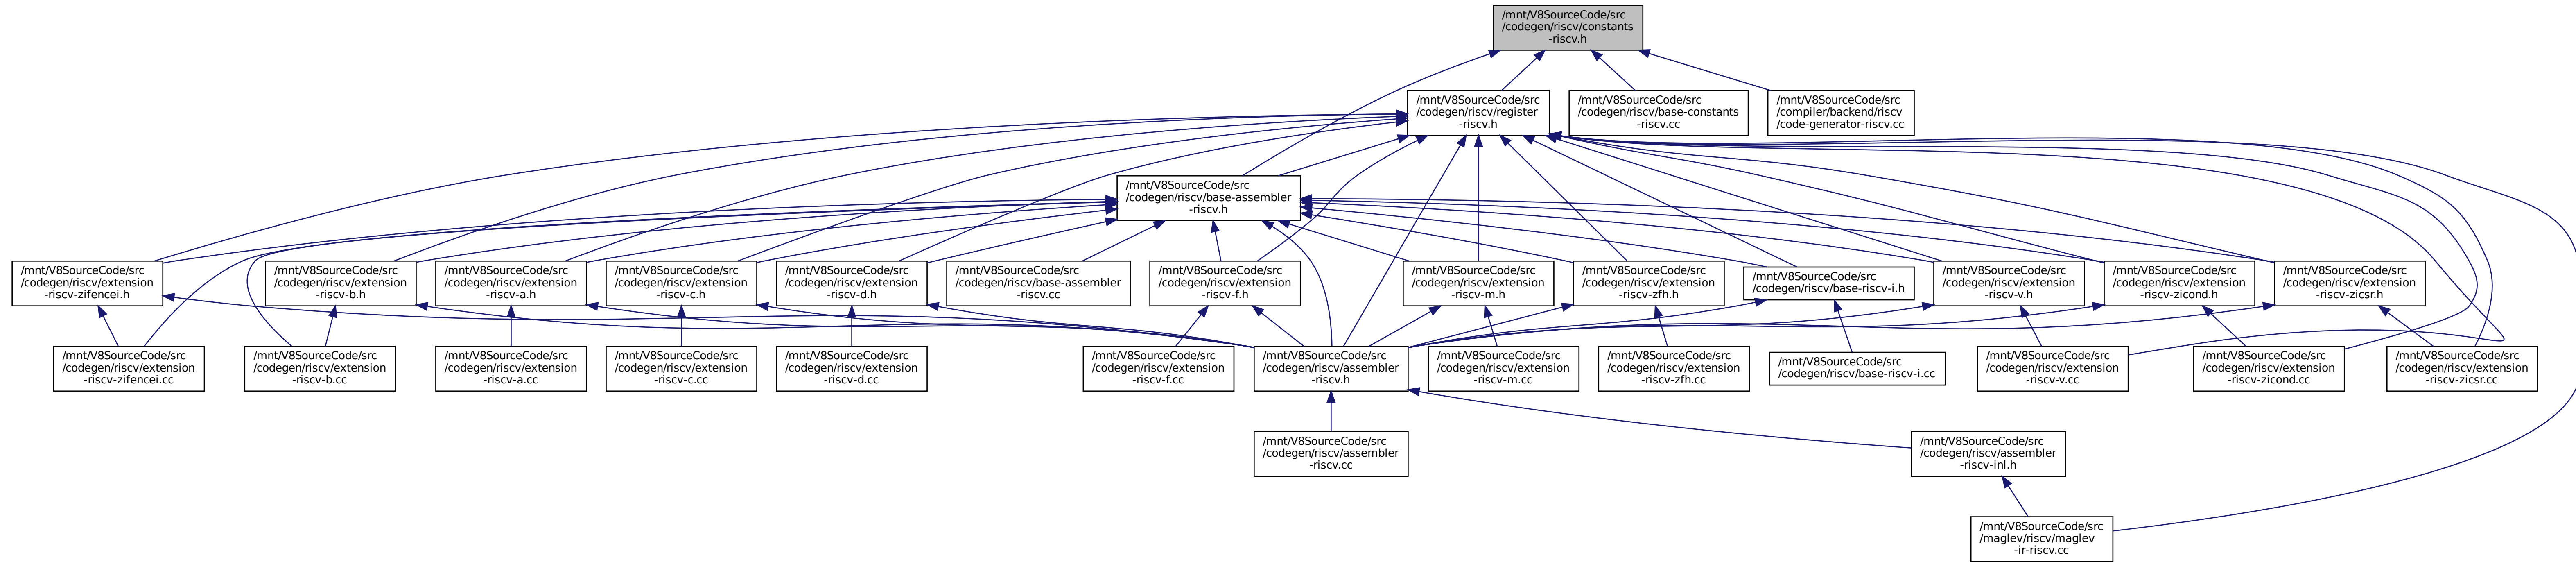 /mnt/V8SourceCode/src
/codegen/riscv/constants
-riscv.h
/mnt/V8SourceCode/src
/codegen/riscv/register
-riscv.h
/mnt/V8SourceCode/src
/codegen/riscv/base-constants
-riscv.cc
/mnt/V8SourceCode/src
/compiler/backend/riscv
/code-generator-riscv.cc
/mnt/V8SourceCode/src
/codegen/riscv/base-assembler
-riscv.h
/mnt/V8SourceCode/src
/codegen/riscv/extension
-riscv-zifencei.h
/mnt/V8SourceCode/src
/codegen/riscv/extension
-riscv-b.h
/mnt/V8SourceCode/src
/codegen/riscv/extension
-riscv-a.h
/mnt/V8SourceCode/src
/codegen/riscv/extension
-riscv-c.h
/mnt/V8SourceCode/src
/codegen/riscv/extension
-riscv-d.h
/mnt/V8SourceCode/src
/codegen/riscv/base-assembler
-riscv.cc
/mnt/V8SourceCode/src
/codegen/riscv/extension
-riscv-f.h
/mnt/V8SourceCode/src
/codegen/riscv/extension
-riscv-m.h
/mnt/V8SourceCode/src
/codegen/riscv/extension
-riscv-zfh.h
/mnt/V8SourceCode/src
/codegen/riscv/base-riscv-i.h
/mnt/V8SourceCode/src
/codegen/riscv/extension
-riscv-v.h
/mnt/V8SourceCode/src
/codegen/riscv/extension
-riscv-zicond.h
/mnt/V8SourceCode/src
/codegen/riscv/extension
-riscv-zicsr.h
/mnt/V8SourceCode/src
/codegen/riscv/extension
-riscv-zifencei.cc
/mnt/V8SourceCode/src
/codegen/riscv/extension
-riscv-b.cc
/mnt/V8SourceCode/src
/codegen/riscv/extension
-riscv-a.cc
/mnt/V8SourceCode/src
/codegen/riscv/extension
-riscv-c.cc
/mnt/V8SourceCode/src
/codegen/riscv/extension
-riscv-d.cc
/mnt/V8SourceCode/src
/codegen/riscv/extension
-riscv-f.cc
/mnt/V8SourceCode/src
/codegen/riscv/assembler
-riscv.h
/mnt/V8SourceCode/src
/codegen/riscv/extension
-riscv-m.cc
/mnt/V8SourceCode/src
/codegen/riscv/extension
-riscv-zfh.cc
/mnt/V8SourceCode/src
/codegen/riscv/base-riscv-i.cc
/mnt/V8SourceCode/src
/codegen/riscv/extension
-riscv-v.cc
/mnt/V8SourceCode/src
/codegen/riscv/extension
-riscv-zicond.cc
/mnt/V8SourceCode/src
/codegen/riscv/extension
-riscv-zicsr.cc
/mnt/V8SourceCode/src
/codegen/riscv/assembler
-riscv.cc
/mnt/V8SourceCode/src
/codegen/riscv/assembler
-riscv-inl.h
/mnt/V8SourceCode/src
/maglev/riscv/maglev
-ir-riscv.cc